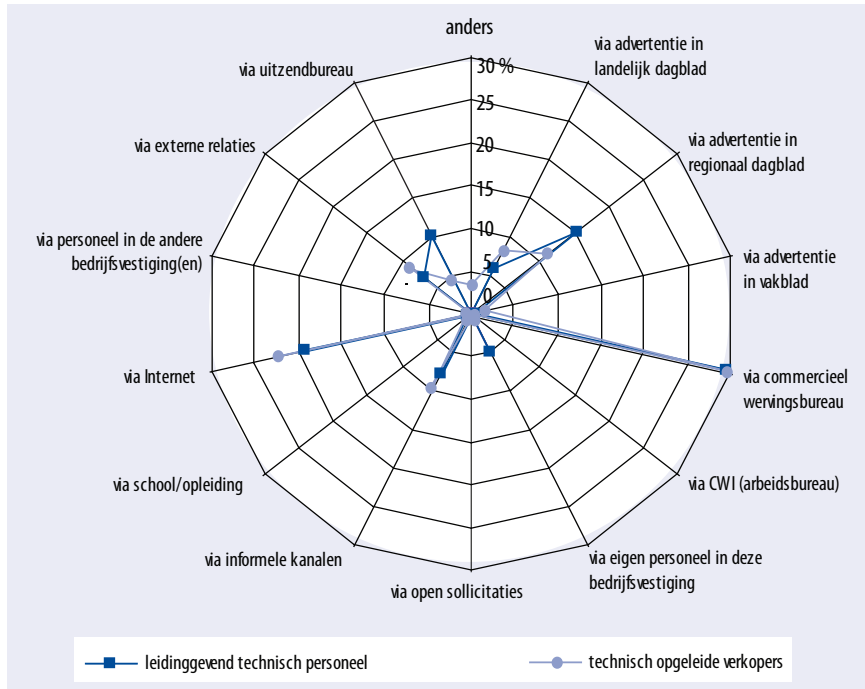 anders
30 %
25
20
15
10
5
0
via advertentie in
landelijk dagblad
via advertentie in
regionaal dagblad
via advertentie
in vakblad
via commercieel
wervingsbureau
via CWI (arbeidsbureau)
via eigen personeel in deze
bedrijfsvestiging
via open sollicitaties
via informele kanalen
via school/opleiding
via Internet
via personeel in de andere
bedrijfsvestiging(en)
via externe relaties
via uitzendbureau
leidinggevend technisch personeel
technisch opgeleide verkopers